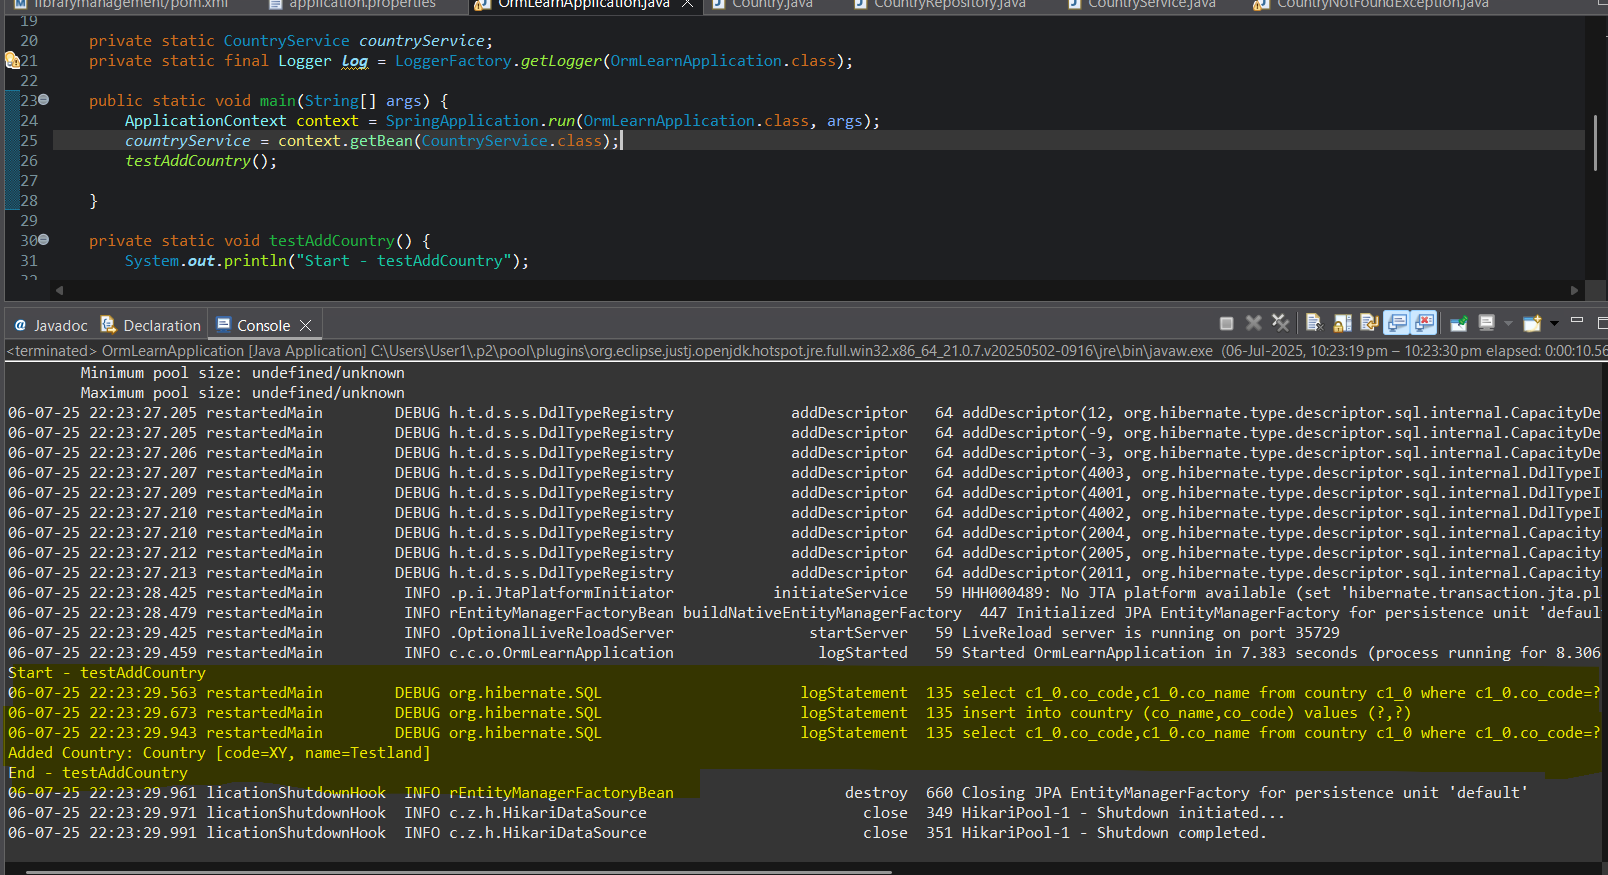 librarymanagement/pom.xml application.properties OrmLearnApplication.java Country.java CountryRepository.java CountryService.java CountryNotFoundException.java
19
20 private static CountryService countryService;
21 private static final Logger log = LoggerFactory.getLogger(OrmLearnApplication.class);
22
23 public static void main(String[] args) {
24 ApplicationContext context = SpringApplication.run(OrmLearnApplication.class, args);
25 countryService = context.getBean(CountryService.class);
26 testAddCountry();
27
28 }
29
30 private static void testAddCountry() {
31 System.out.println("Start - testAddCountry");
32
@ Javadoc Declaration Console
<terminated> OrmLearnApplication [Java Application] C:\Users\User1\.p2\pool\plugins\org.eclipse.justj.openjdk.hotspot.jre.full.win32.x86_64_21.0.7.v20250502-0916\jre\bin\javaw.exe (06-Jul-2025, 10:23:19 pm – 10:23:30 pm elapsed: 0:00:10.56
Minimum pool size: undefined/unknown
Maximum pool size: undefined/unknown
06-07-25 22:23:27.205 restartedMain DEBUG h.t.d.s.s.DdlTypeRegistry addDescriptor 64 addDescriptor(12, org.hibernate.type.descriptor.sql.internal.CapacityDe
06-07-25 22:23:27.205 restartedMain DEBUG h.t.d.s.s.DdlTypeRegistry addDescriptor 64 addDescriptor(-9, org.hibernate.type.descriptor.sql.internal.CapacityDe
06-07-25 22:23:27.206 restartedMain DEBUG h.t.d.s.s.DdlTypeRegistry addDescriptor 64 addDescriptor(-3, org.hibernate.type.descriptor.sql.internal.CapacityDe
06-07-25 22:23:27.207 restartedMain DEBUG h.t.d.s.s.DdlTypeRegistry addDescriptor 64 addDescriptor(4003, org.hibernate.type.descriptor.sql.internal.DdlTypeI
06-07-25 22:23:27.209 restartedMain DEBUG h.t.d.s.s.DdlTypeRegistry addDescriptor 64 addDescriptor(4001, org.hibernate.type.descriptor.sql.internal.DdlTypeI
06-07-25 22:23:27.210 restartedMain DEBUG h.t.d.s.s.DdlTypeRegistry addDescriptor 64 addDescriptor(4002, org.hibernate.type.descriptor.sql.internal.DdlTypeI
06-07-25 22:23:27.210 restartedMain DEBUG h.t.d.s.s.DdlTypeRegistry addDescriptor 64 addDescriptor(2004, org.hibernate.type.descriptor.sql.internal.Capacity
06-07-25 22:23:27.212 restartedMain DEBUG h.t.d.s.s.DdlTypeRegistry addDescriptor 64 addDescriptor(2005, org.hibernate.type.descriptor.sql.internal.Capacity
06-07-25 22:23:27.213 restartedMain DEBUG h.t.d.s.s.DdlTypeRegistry addDescriptor 64 addDescriptor(2011, org.hibernate.type.descriptor.sql.internal.Capacity
06-07-25 22:23:28.425 restartedMain INFO .p.i.JtaPlatformInitiator initiateService 59 HHH000489: No JTA platform available (set 'hibernate.transaction.jta.pl
06-07-25 22:23:28.479 restartedMain INFO rEntityManagerFactoryBean buildNativeEntityManagerFactory 447 Initialized JPA EntityManagerFactory for persistence unit 'defaul
06-07-25 22:23:29.425 restartedMain INFO .OptionalLiveReloadServer startServer 59 LiveReload server is running on port 35729
06-07-25 22:23:29.459 restartedMain INFO c.c.o.OrmLearnApplication logStarted 59 Started OrmLearnApplication in 7.383 seconds (process running for 8.306
Start - testAddCountry
06-07-25 22:23:29.563 restartedMain DEBUG org.hibernate.SQL logStatement 135 select c1_0.co_code,c1_0.co_name from country c1_0 where c1_0.co_code=?
06-07-25 22:23:29.673 restartedMain DEBUG org.hibernate.SQL logStatement 135 insert into country (co_name,co_code) values (?,?)
06-07-25 22:23:29.943 restartedMain DEBUG org.hibernate.SQL logStatement 135 select c1_0.co_code,c1_0.co_name from country c1_0 where c1_0.co_code=?
Added Country: Country [code=XY, name=Testland]
End - testAddCountry
06-07-25 22:23:29.961 licationShutdownHook INFO rEntityManagerFactoryBean destroy 660 Closing JPA EntityManagerFactory for persistence unit 'default'
06-07-25 22:23:29.971 licationShutdownHook INFO c.z.h.HikariDataSource close 349 HikariPool-1 - Shutdown initiated...
06-07-25 22:23:29.991 licationShutdownHook INFO c.z.h.HikariDataSource close 351 HikariPool-1 - Shutdown completed.